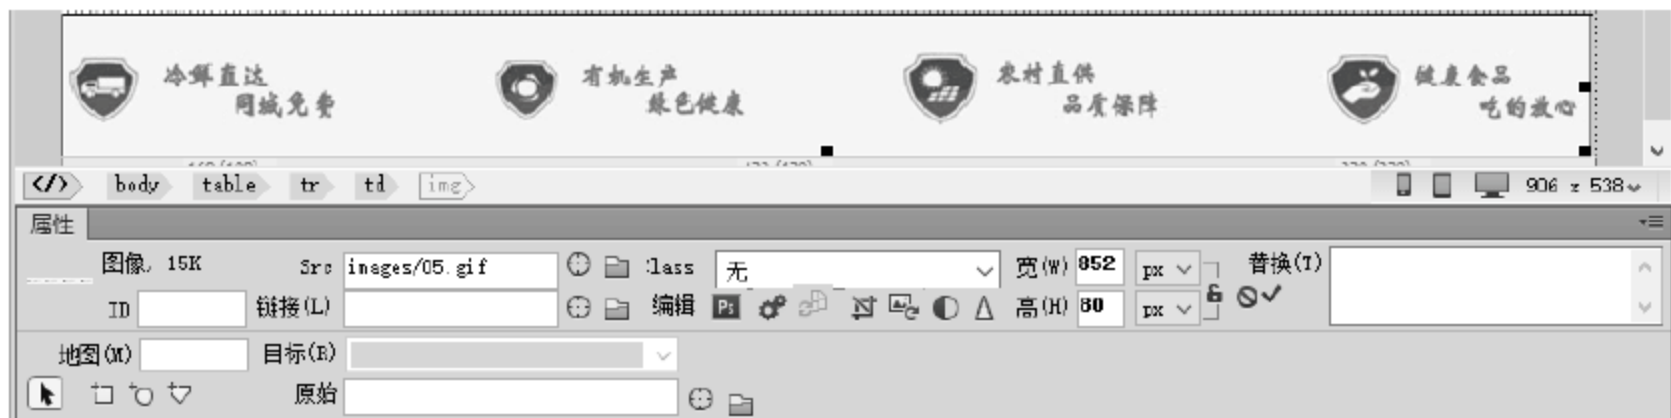 冷鲜直达
同城免费
有机生产
绿色健康
农村直供
品质保障
健康食品
吃的放心
</> body table tr td img 906 x 538
属性
图像, 15K Src images/05.gif Class 无 宽(W) 852 px 替换(T)
ID 链接(L) 编辑 Ps 高(H) 80 px
地图(M) 目标(R)
原始